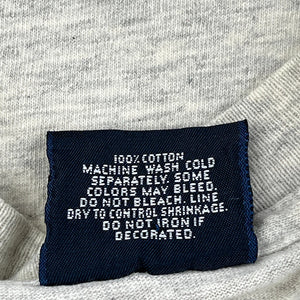 100% COTTON
MACHINE WASH COLD
SEPARATELY. SOME
COLORS MAY BLEED.
DO NOT BLEACH. LINE
DRY TO CONTROL SHRINKAGE.
DO NOT IRON IF
DECORATED.